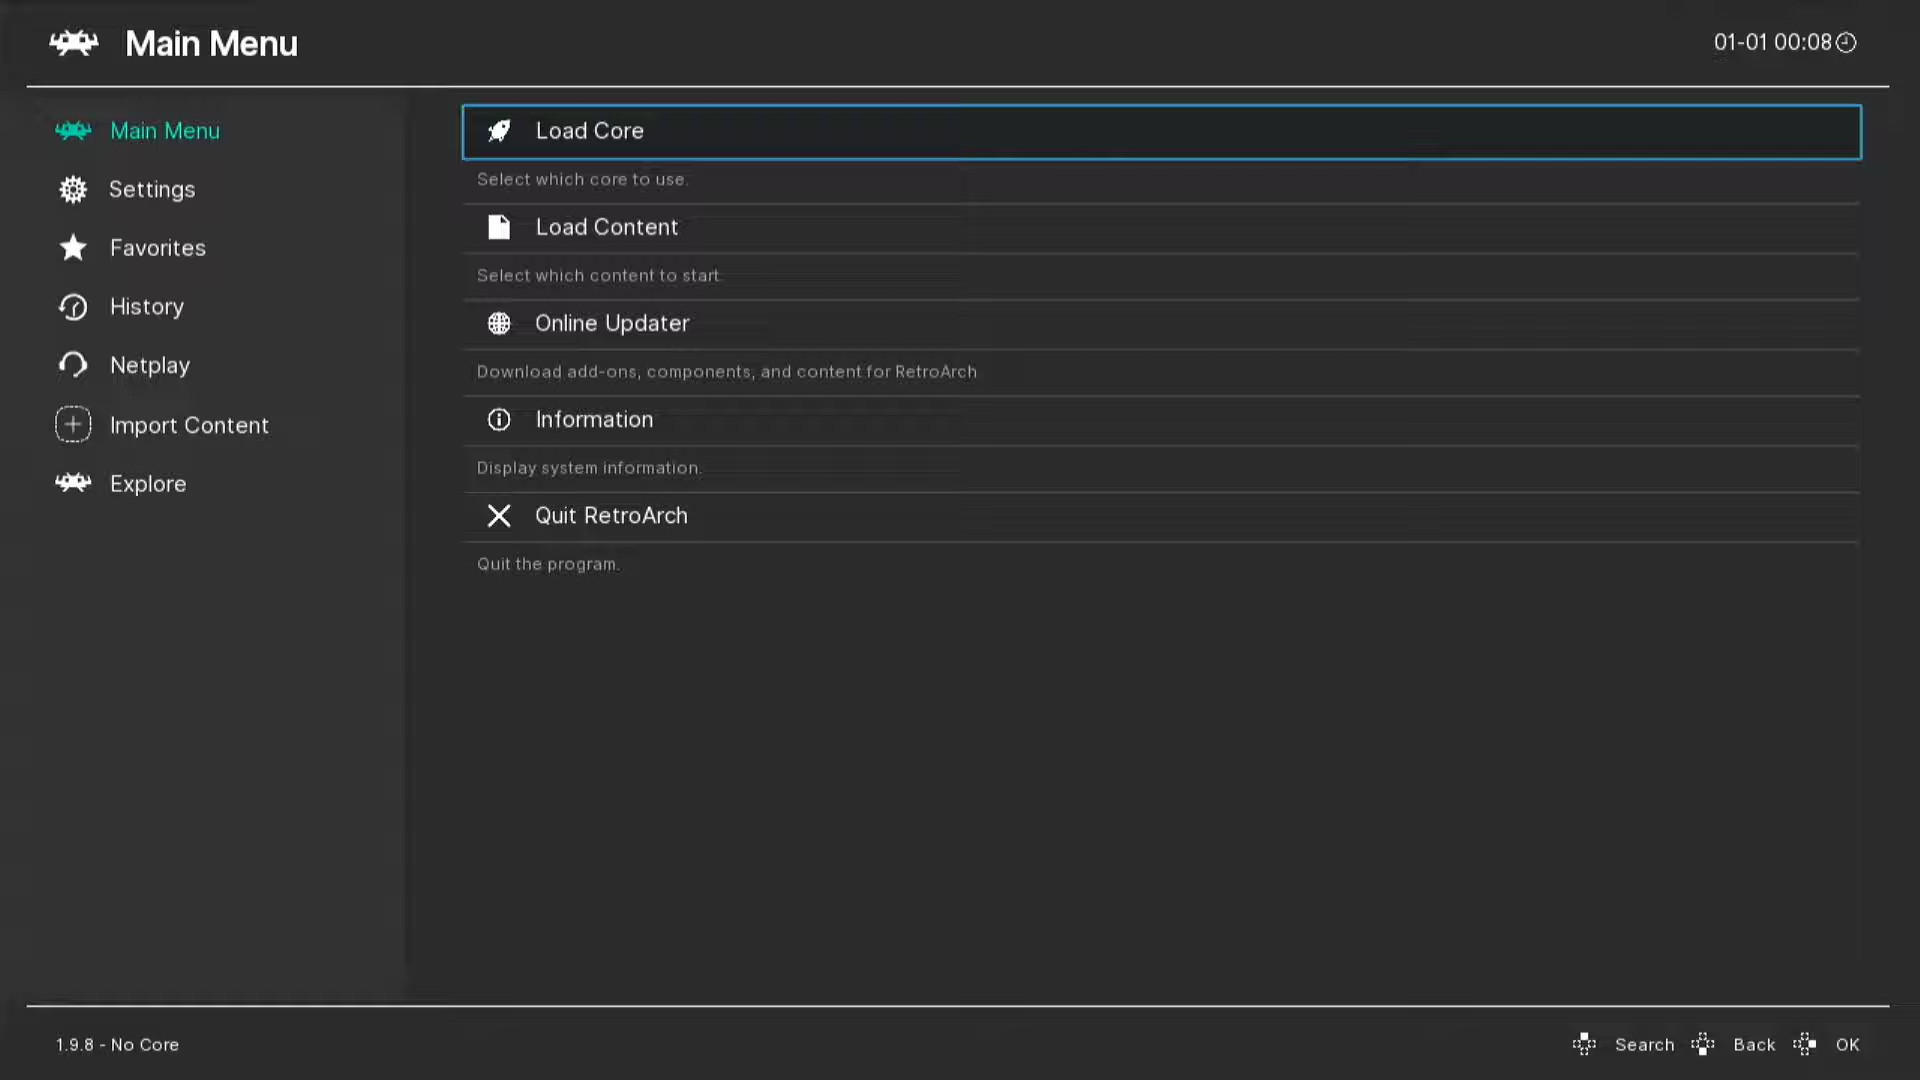 Main Menu
01-01 00:08
Main Menu
Settings
Favorites
History
Netplay
Import Content
Explore
Load Core
Select which core to use.
Load Content
Select which content to start.
Online Updater
Download add-ons, components, and content for RetroArch
Information
Display system information.
Quit RetroArch
Quit the program.
1.9.8 - No Core
Search Back OK